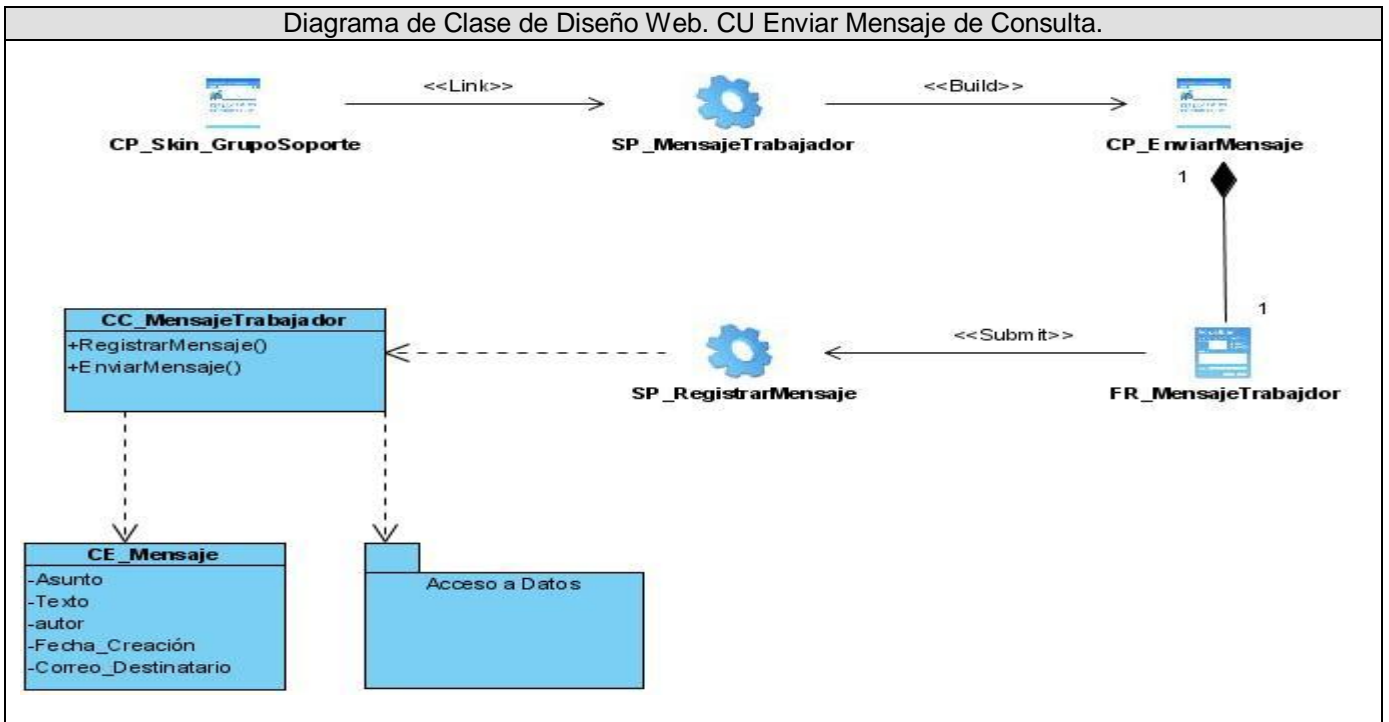 Diagrama de Clase de Diseño Web. CU Enviar Mensaje de Consulta.
<<Link>>
<<Build>>
CP_Skin_GrupoSoporte
SP_MensajeTrabajador
CP_EnviarMensaje
1
1
CC_MensajeTrabajador
+RegistrarMensaje()
+EnviarMensaje()
<<Submit>>
SP_RegistrarMensaje
FR_MensajeTrabajdor
CE_Mensaje
-Asunto
-Texto
-autor
-Fecha_Creación
-Correo_Destinatario
Acceso a Datos